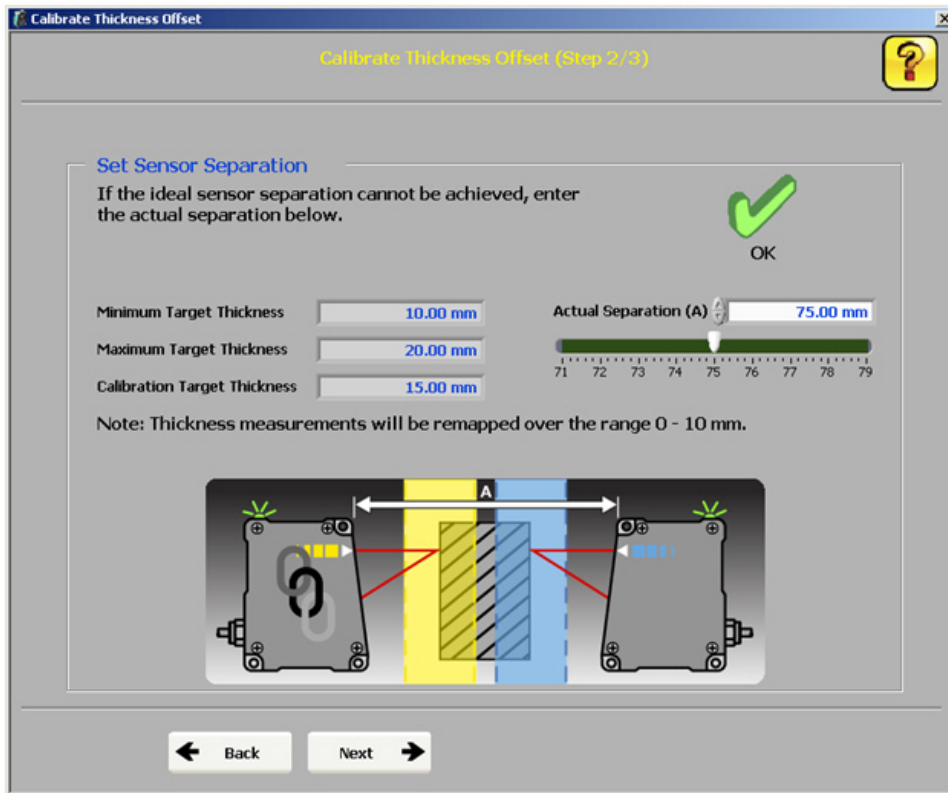 Calibrate Thickness Offset
Calibrate Thickness Offset (Step 2/3)
Set Sensor Separation
If the ideal sensor separation cannot be achieved, enter
the actual separation below.
OK
Minimum Target Thickness 10.00 mm
Actual Separation (A) 75.00 mm
Maximum Target Thickness 20.00 mm
71 72 73 74 75 76 77 78 79
Calibration Target Thickness 15.00 mm
Note: Thickness measurements will be remapped over the range 0 - 10 mm.
A
Back
Next